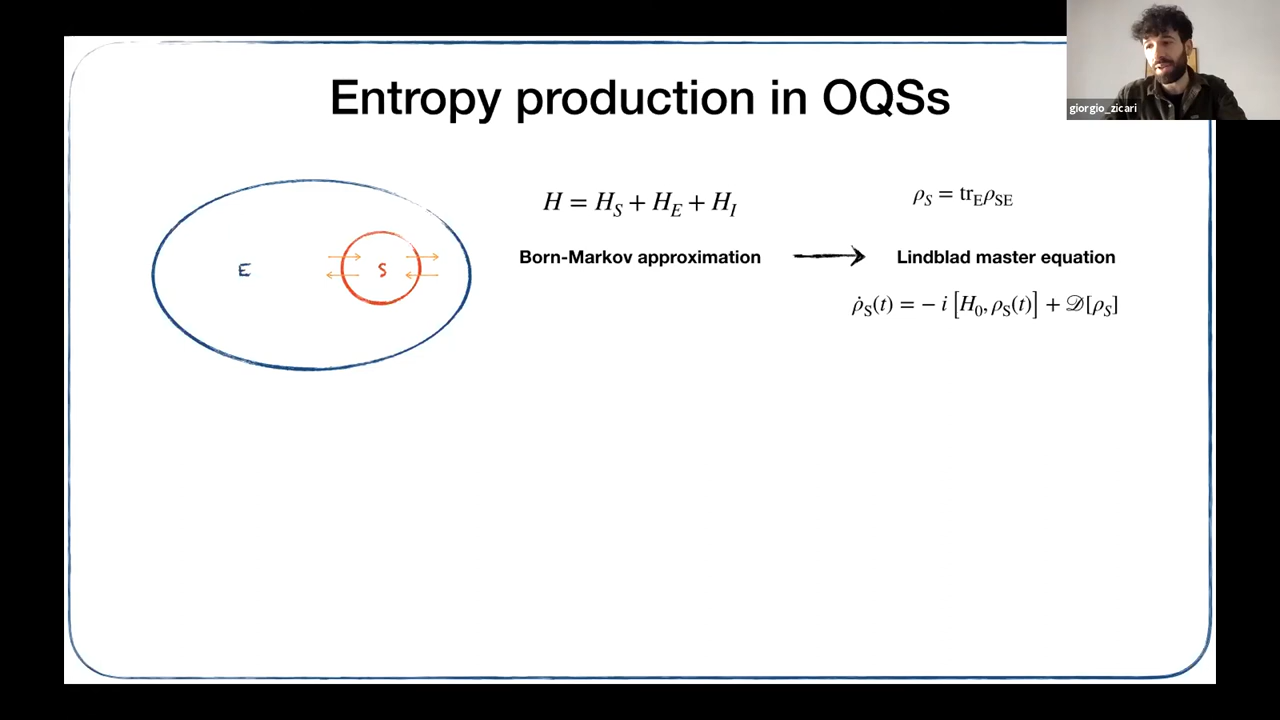 giorgio_zicari
Entropy production in OQSs
H = H_S + H_E + H_I
ρ_S = tr_E ρ_SE
Born-Markov approximation
Lindblad master equation
E
S
ρ̇_S(t) = − i [H_0, ρ_S(t)] + 𝒟[ρ_S]